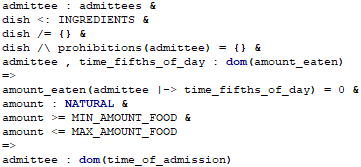 admittee : admittees &
dish <: INGREDIENTS &
dish /= {} &
dish /\ prohibitions(admittee) = {} &
admittee , time_fifths_of_day : dom(amount_eaten)
=>
amount_eaten(admittee |-> time_fifths_of_day) = 0 &
amount : NATURAL &
amount >= MIN_AMOUNT_FOOD &
amount <= MAX_AMOUNT_FOOD
=>
admittee : dom(time_of_admission)